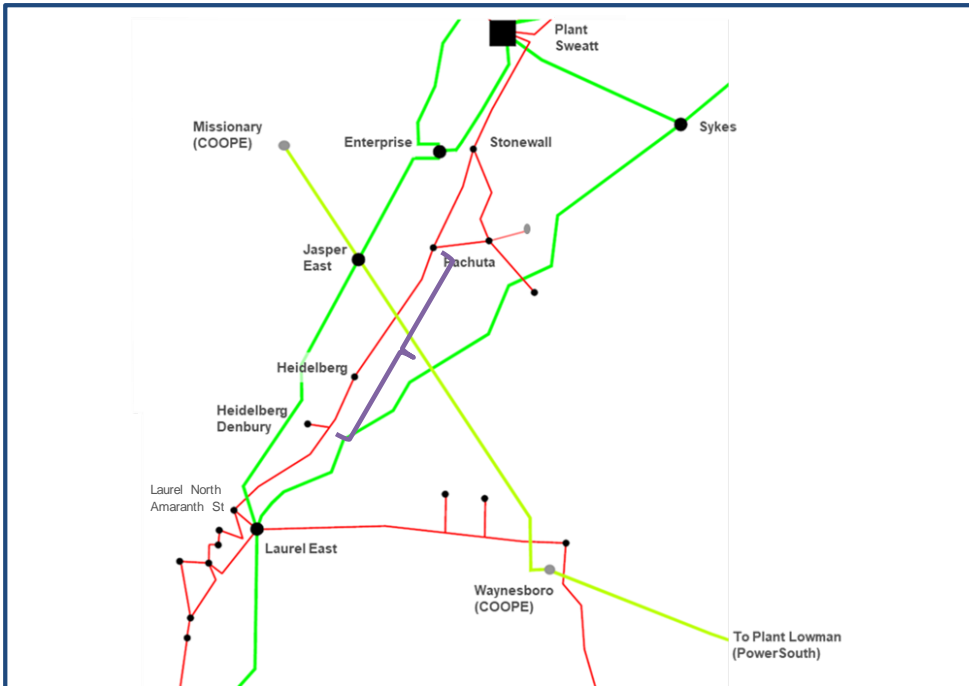 Plant
Sweatt
Missionary
(COOPE)
Enterprise
Stonewall
Sykes
Jasper
East
Pachuta
Heidelberg
Heidelberg
Denbury
Laurel North
Amaranth St
Laurel East
Waynesboro
(COOPE)
To Plant Lowman
(PowerSouth)